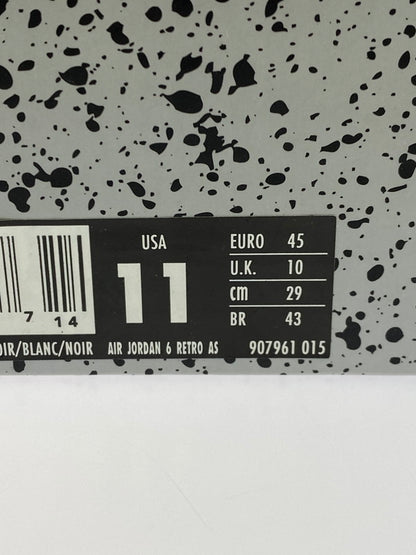 USA
11
EURO 45
U.K. 10
cm 29
BR 43
7 14
OIR/BLANC/NOIR AIR JORDAN 6 RETRO AS 907961 015